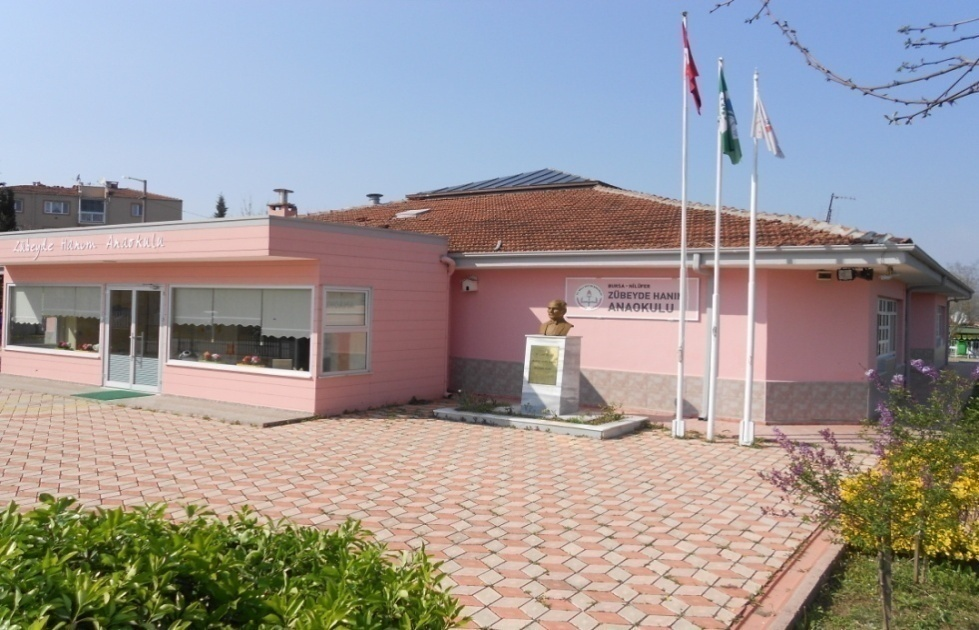 Zübeyde Hanım Anaokulu
BURSA - NİLÜFER
ZÜBEYDE HANIM
ANAOKULU